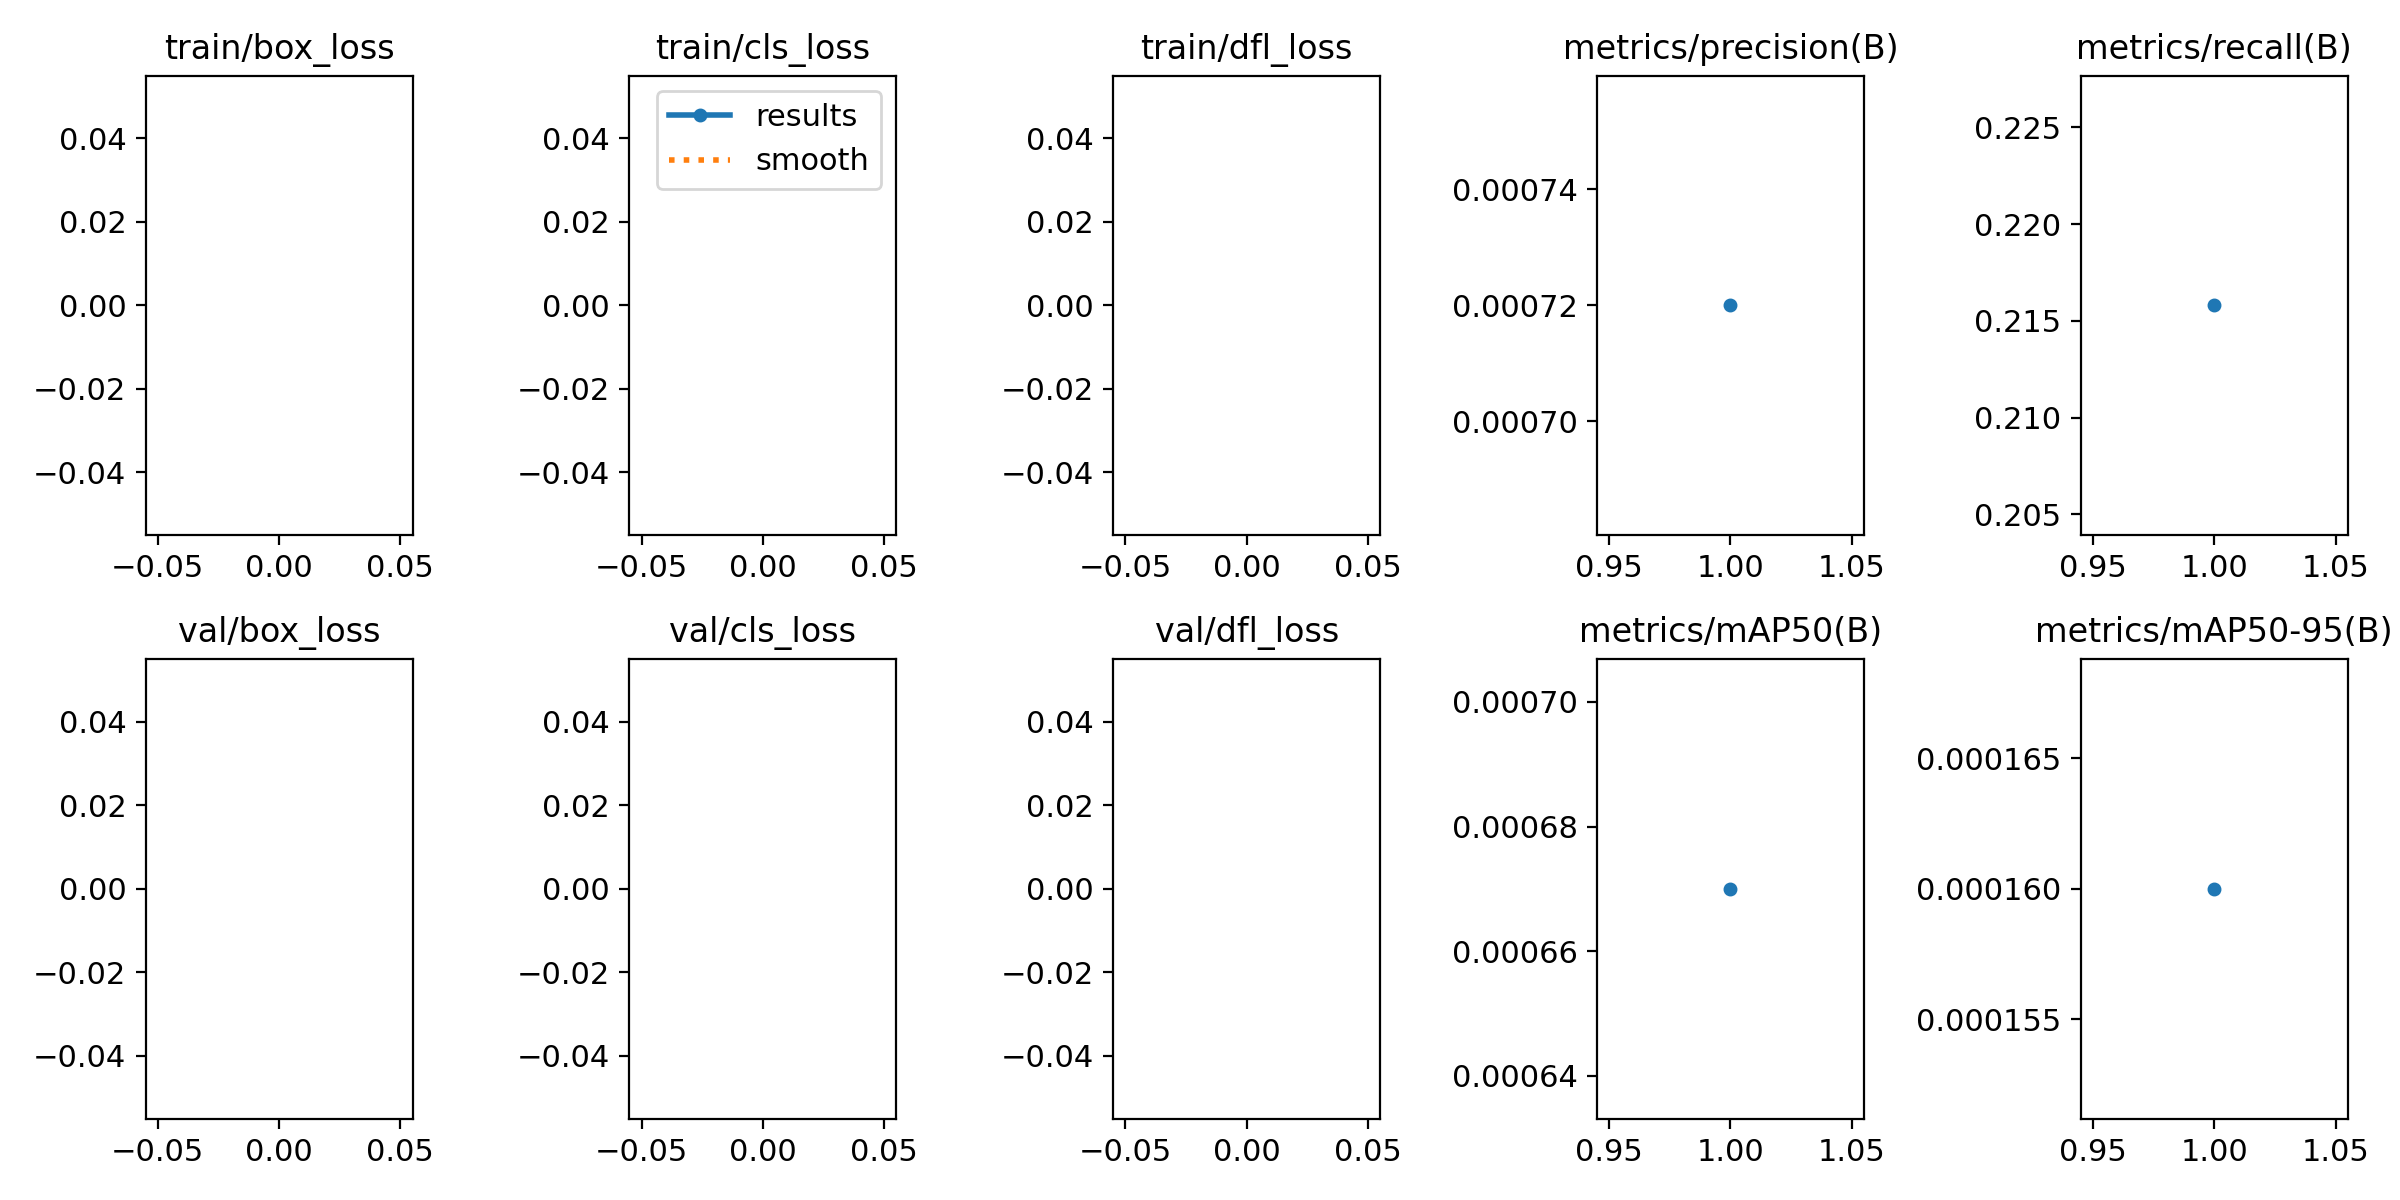 train/box_loss
0.04
0.02
0.00
−0.02
−0.04
−0.05 0.00 0.05
train/cls_loss
results
smooth
0.04
0.02
0.00
−0.02
−0.04
−0.05 0.00 0.05
train/dfl_loss
0.04
0.02
0.00
−0.02
−0.04
−0.05 0.00 0.05
metrics/precision(B)
0.00074
0.00072
0.00070
0.95 1.00 1.05
metrics/recall(B)
0.225
0.220
0.215
0.210
0.205
0.95 1.00 1.05
val/box_loss
0.04
0.02
0.00
−0.02
−0.04
−0.05 0.00 0.05
val/cls_loss
0.04
0.02
0.00
−0.02
−0.04
−0.05 0.00 0.05
val/dfl_loss
0.04
0.02
0.00
−0.02
−0.04
−0.05 0.00 0.05
metrics/mAP50(B)
0.00070
0.00068
0.00066
0.00064
0.95 1.00 1.05
metrics/mAP50-95(B)
0.000165
0.000160
0.000155
0.95 1.00 1.05